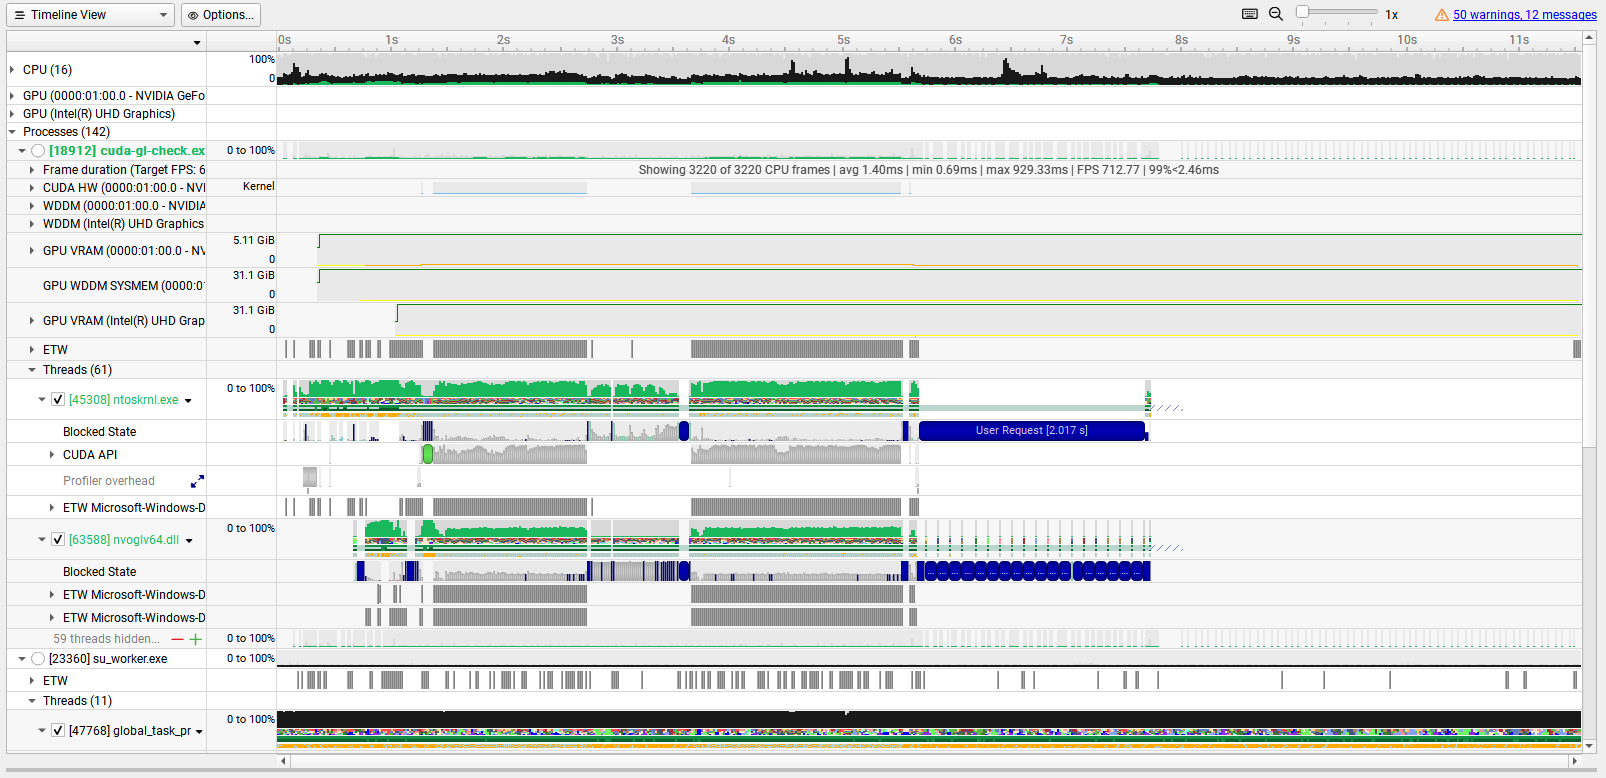 Timeline View
Options...
1x
50 warnings, 12 messages
0s 1s 2s 3s 4s 5s 6s 7s 8s 9s 10s 11s
CPU (16)
100%
0
GPU (0000:01:00.0 - NVIDIA GeFo
GPU (Intel(R) UHD Graphics)
Processes (142)
[18912] cuda-gl-check.ex
0 to 100%
Frame duration (Target FPS: 6
Showing 3220 of 3220 CPU frames | avg 1.40ms | min 0.69ms | max 929.33ms | FPS 712.77 | 99%<2.46ms
CUDA HW (0000:01:00.0 - NVI
Kernel
WDDM (0000:01:00.0 - NVIDIA
WDDM (Intel(R) UHD Graphics
GPU VRAM (0000:01:00.0 - NV
5.11 GiB
0
GPU WDDM SYSMEM (0000:0
31.1 GiB
0
GPU VRAM (Intel(R) UHD Grap
31.1 GiB
0
ETW
Threads (61)
[45308] ntoskrnl.exe
0 to 100%
Blocked State
User Request [2.017 s]
CUDA API
Profiler overhead
ETW Microsoft-Windows-D
[63588] nvoglv64.dll
0 to 100%
Blocked State
ETW Microsoft-Windows-D
ETW Microsoft-Windows-D
59 threads hidden...
0 to 100%
[23360] su_worker.exe
0 to 100%
ETW
Threads (11)
[47768] global_task_pr
0 to 100%